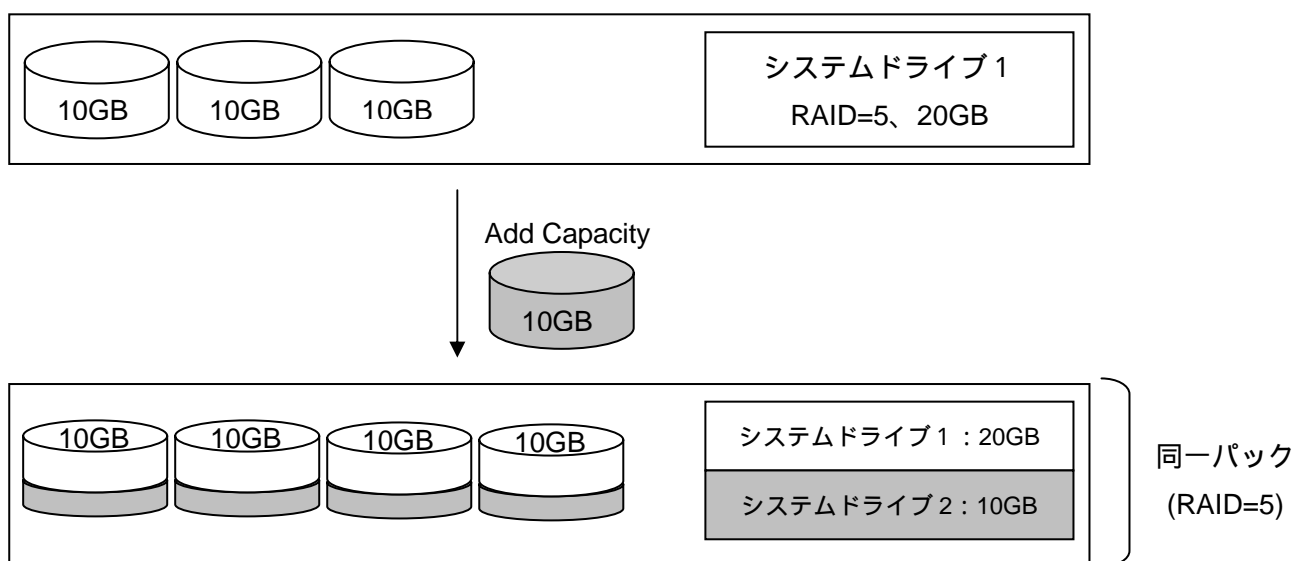 10GB 10GB 10GB
システムドライブ 1
RAID=5、20GB
Add Capacity
10GB
10GB 10GB 10GB 10GB
システムドライブ 1：20GB
システムドライブ 2：10GB
同一パック
(RAID=5)